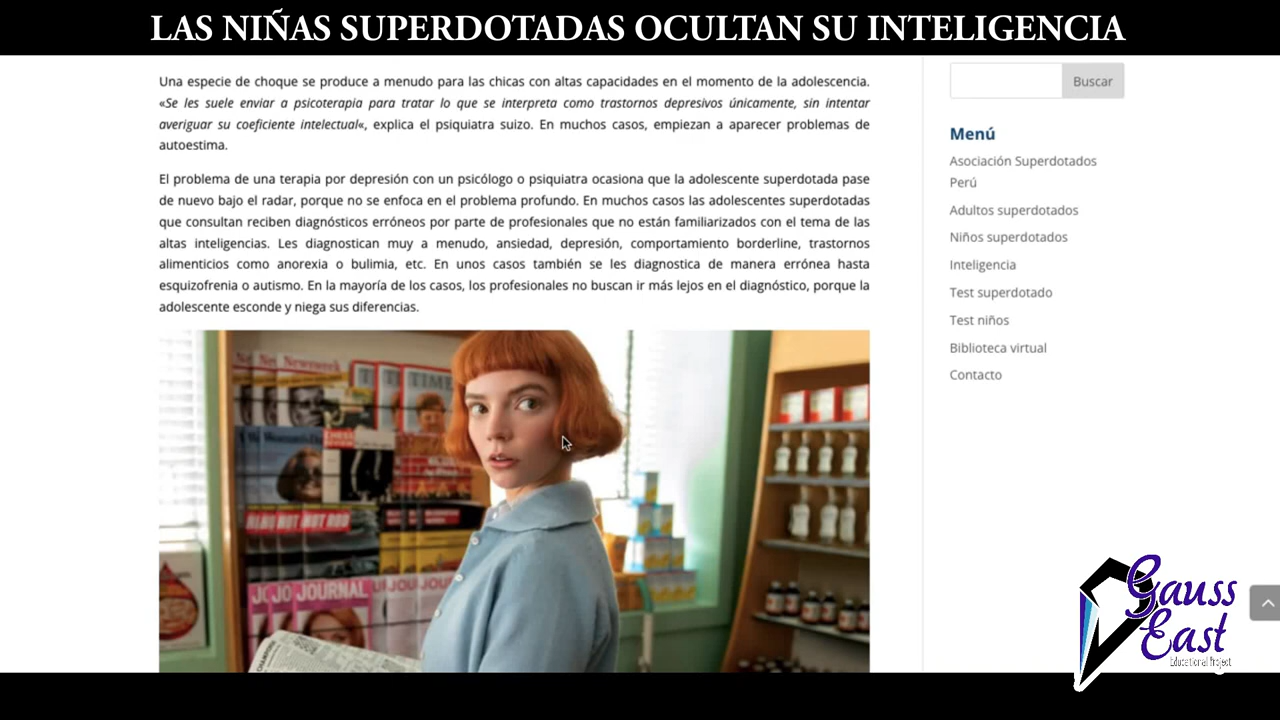 LAS NIÑAS SUPERDOTADAS OCULTAN SU INTELIGENCIA
Una especie de choque se produce a menudo para las chicas con altas capacidades en el momento de la adolescencia.
«Se les suele enviar a psicoterapia para tratar lo que se interpreta como trastornos depresivos únicamente, sin intentar
averiguar su coeficiente intelectual«, explica el psiquiatra suizo. En muchos casos, empiezan a aparecer problemas de
autoestima.
El problema de una terapia por depresión con un psicólogo o psiquiatra ocasiona que la adolescente superdotada pase
de nuevo bajo el radar, porque no se enfoca en el problema profundo. En muchos casos las adolescentes superdotadas
que consultan reciben diagnósticos erróneos por parte de profesionales que no están familiarizados con el tema de las
altas inteligencias. Les diagnostican muy a menudo, ansiedad, depresión, comportamiento borderline, trastornos
alimenticios como anorexia o bulimia, etc. En unos casos también se les diagnostica de manera errónea hasta
esquizofrenia o autismo. En la mayoría de los casos, los profesionales no buscan ir más lejos en el diagnóstico, porque la
adolescente esconde y niega sus diferencias.
Buscar
Menú
Asociación Superdotados
Perú
Adultos superdotados
Niños superdotados
Inteligencia
Test superdotado
Test niños
Biblioteca virtual
Contacto
Newsweek
TIME
HOT ROD
JOURNAL
Gauss
East
Educational Project